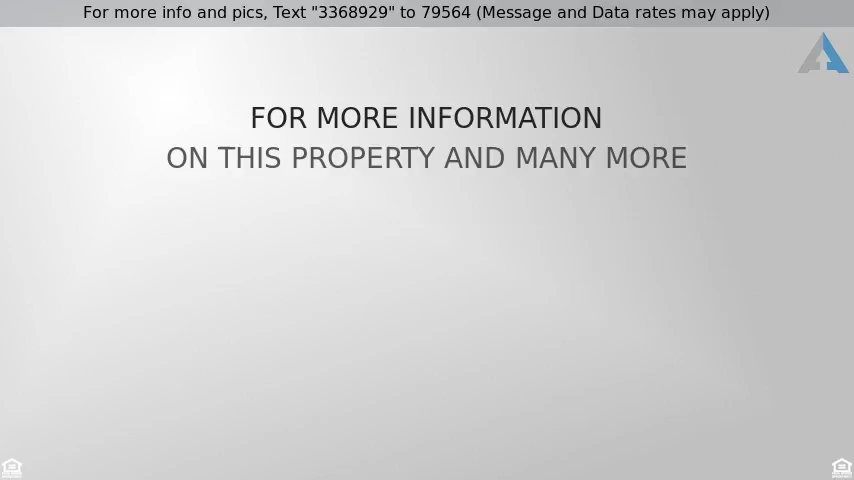 For more info and pics, Text "3368929" to 79564 (Message and Data rates may apply)
FOR MORE INFORMATION
ON THIS PROPERTY AND MANY MORE